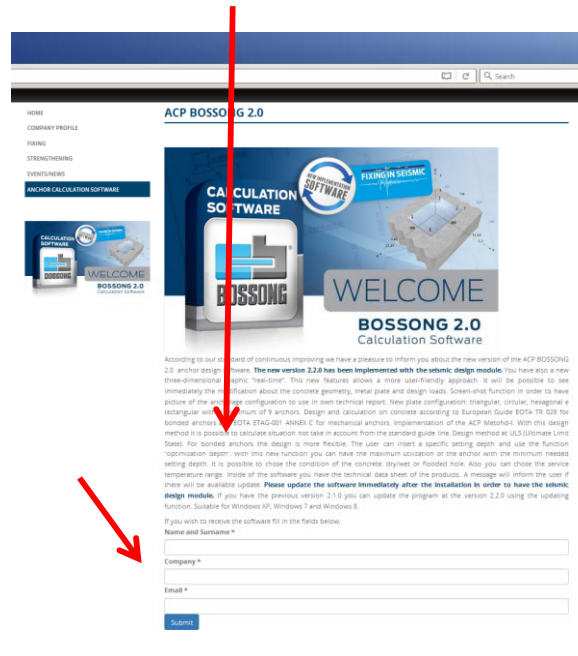 Search
HOME
COMPANY PROFILE
FIXING
STRENGTHENING
EVENTS/NEWS
ANCHOR CALCULATION SOFTWARE
CALCULATION
SOFTWARE
BOSSONG
WELCOME
BOSSONG 2.0
Calculation Software
ACP BOSSONG 2.0
CALCULATION
SOFTWARE
NEW IMPLEMENTATION
SOFTWARE
FIXING IN SEISMIC
BOSSONG
WELCOME
BOSSONG 2.0
Calculation Software
According to our standard of continuous improving we have a pleasure to inform you about the new version of the ACP BOSSONG
2.0 anchor design software. The new version 2.2.0 has been implemented with the seismic design module. You have also a new
three-dimensional graphic "real-time". This new features allows a more user-friendly approach. It will be possible to see
immediately the modification about the concrete geometry, metal plate and design loads. Screen-shot function in order to have
picture of the anchorage configuration to use in own technical report. New plate configuration: triangular, circular, hexagonal e
rectangular with maximum of 9 anchors. Design and calculation on concrete according to European Guide EOTA TR 029 for
bonded anchors and EOTA ETAG-001 ANNEX C for mechanical anchors. Implementation of the ACP Metohd-I. With this design
method it is possible to calculate situation not take in account from the standard guide line. Design method at ULS (Ultimate Limit
State). For bonded anchors the design is more flexible. The user can insert a specific setting depth and use the function
"optimization depth". With this new function you can have the maximum utilization of the anchor with the minimum needed
setting depth. It is possible to chose the condition of the concrete: dry/wet or flooded hole. Also you can chose the service
temperature range. Inside of the software you have the technical data sheet of the products. A message will inform the user if
there will be available update. Please update the software immediately after the installation in order to have the seismic
design module. If you have the previous version 2.1.0 you can update the program at the version 2.2.0 using the updating
function. Suitable for Windows XP, Windows 7 and Windows 8.
If you wish to receive the software fill in the fields below.
Name and Surname *
Company *
Email *
Submit